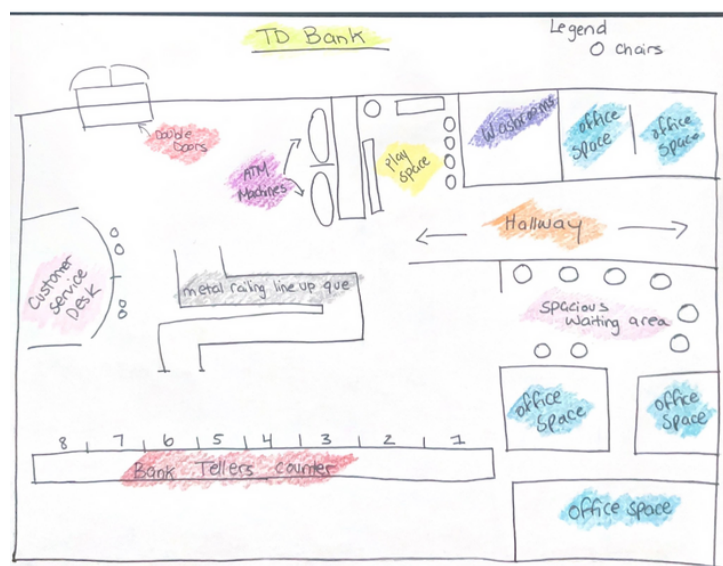 TD Bank
Legend
O Chairs
Double
Doors
ATM
Machines
Play
Space
Washrooms
office
Space
office
Space
Hallway
Customer
Service
Desk
metal railing line up que
Spacious
Waiting area
office
Space
office
Space
8 7 6 5 4 3 2 1
Bank Tellers Counter
office Space